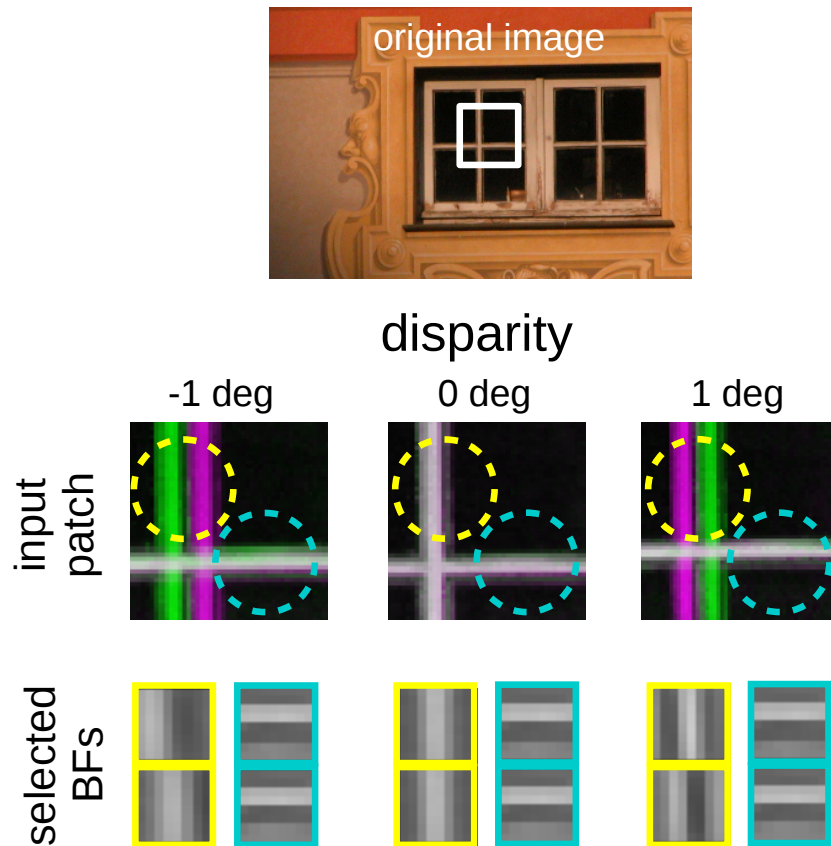 original image
disparity
-1 deg
0 deg
1 deg
input
patch
selected
BFs